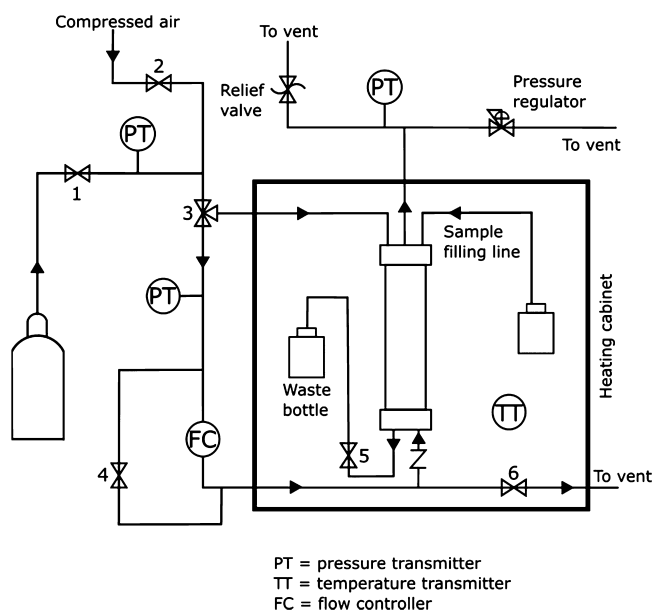 Compressed air
To vent
2
Relief
valve
PT
Pressure
regulator
PT
To vent
1
3
Sample
filling line
PT
Heating cabinet
Waste
bottle
TT
FC
4
5
6
To vent
PT = pressure transmitter
TT = temperature transmitter
FC = flow controller